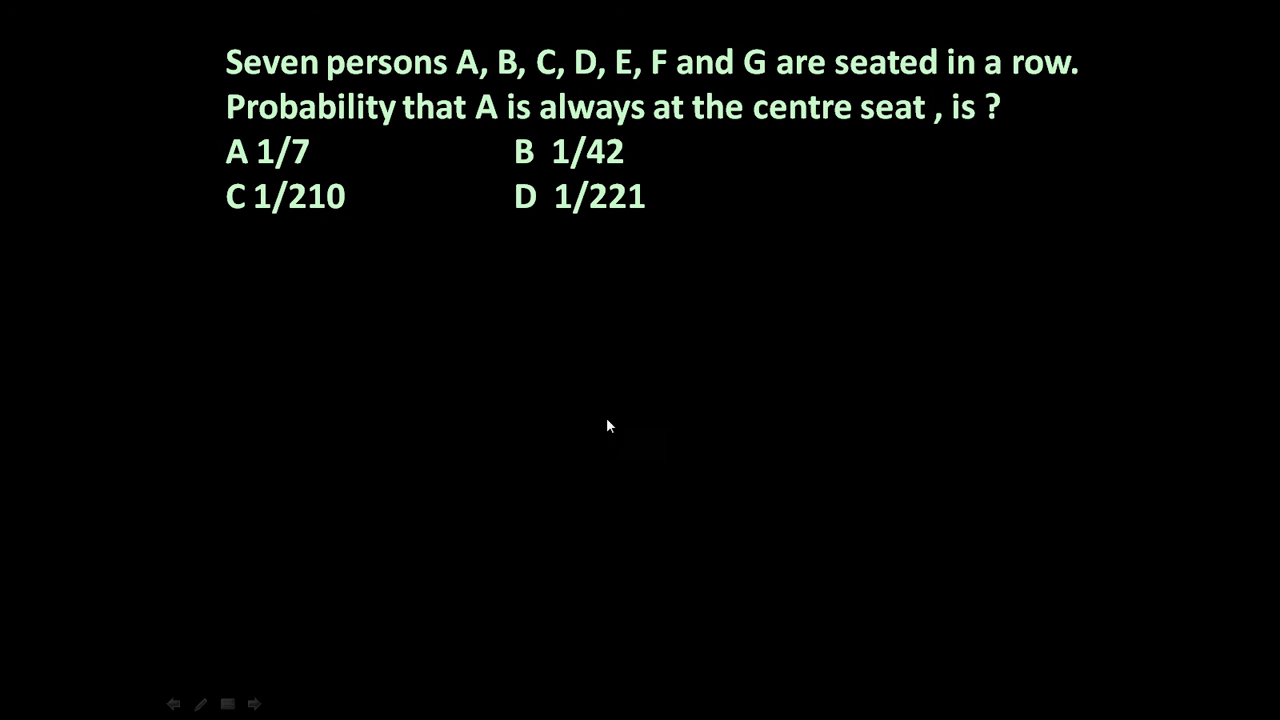 Seven persons A, B, C, D, E, F and G are seated in a row.
Probability that A is always at the centre seat , is ?
A 1/7 B 1/42
C 1/210 D 1/221